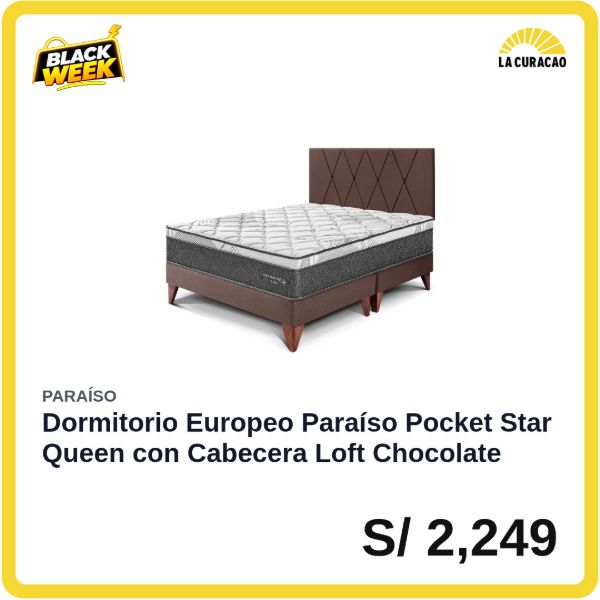 BLACK
WEEK
LA CURACAO
PARAÍSO
Dormitorio Europeo Paraíso Pocket Star
Queen con Cabecera Loft Chocolate
S/ 2,249